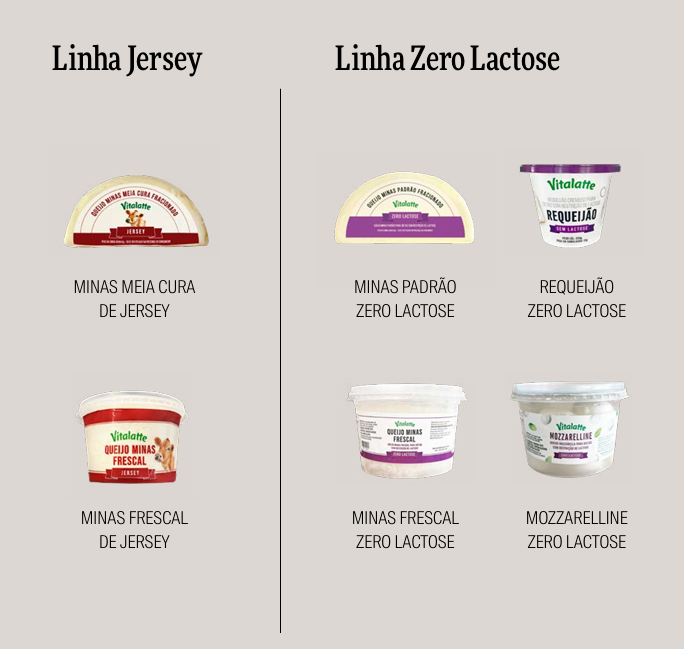 Linha Jersey
QUEIJO MINAS MEIA CURA FRACIONADO
Vitalatte
JERSEY
MINAS MEIA CURA
DE JERSEY
Vitalatte
QUEIJO MINAS
FRESCAL
JERSEY
MINAS FRESCAL
DE JERSEY
Linha Zero Lactose
QUEIJO MINAS PADRÃO FRACIONADO
Vitalatte
ZERO LACTOSE
MINAS PADRÃO
ZERO LACTOSE
Vitalatte
REQUEIJÃO
SEM LACTOSE
REQUEIJÃO
ZERO LACTOSE
Vitalatte
QUEIJO MINAS
FRESCAL
ZERO LACTOSE
MINAS FRESCAL
ZERO LACTOSE
Vitalatte
MOZZARELLINE
MOZZARELLINE
ZERO LACTOSE